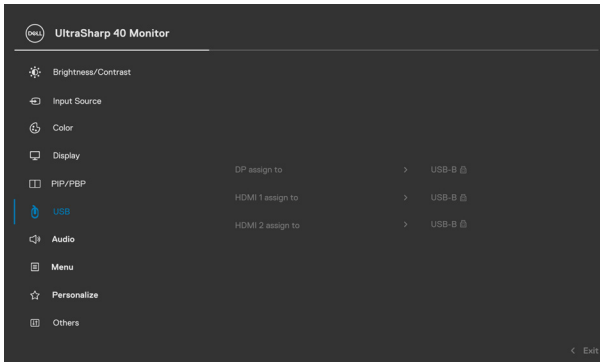 DELL
UltraSharp 40 Monitor
Brightness/Contrast
Input Source
Color
Display
PIP/PBP
USB
Audio
Menu
Personalize
Others
DP assign to > USB-B
HDMI 1 assign to > USB-B
HDMI 2 assign to > USB-B
< Exit